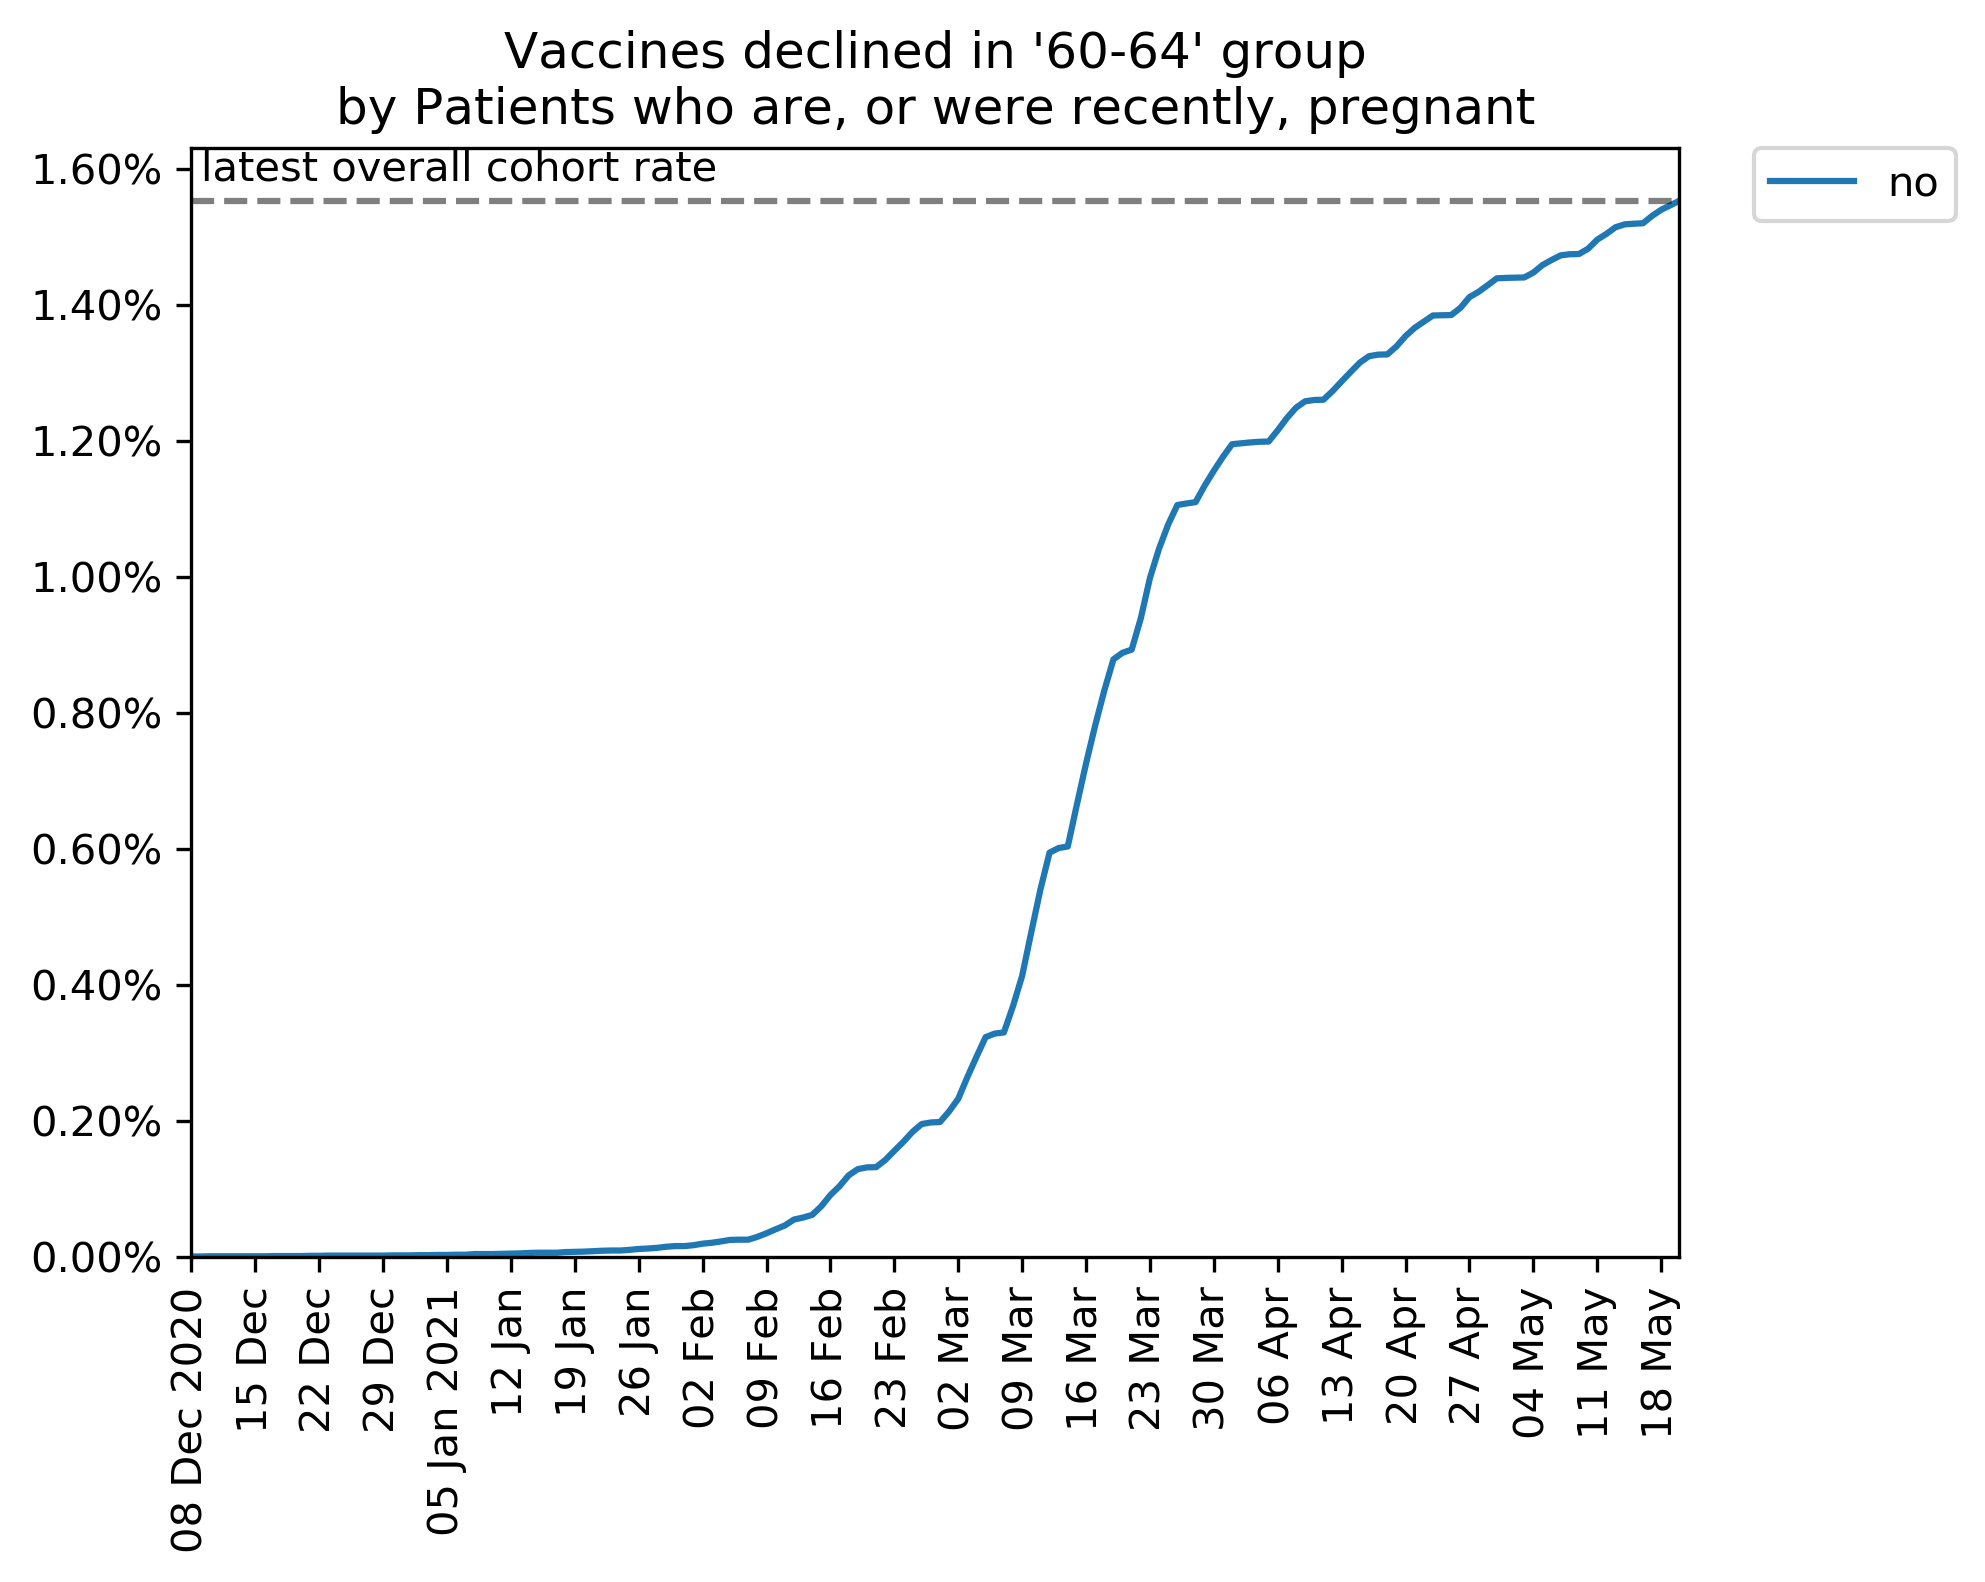 Vaccines declined in '60-64' group
by Patients who are, or were recently, pregnant
latest overall cohort rate
no
1.60%
1.40%
1.20%
1.00%
0.80%
0.60%
0.40%
0.20%
0.00%
08 Dec 2020
15 Dec
22 Dec
29 Dec
05 Jan 2021
12 Jan
19 Jan
26 Jan
02 Feb
09 Feb
16 Feb
23 Feb
02 Mar
09 Mar
16 Mar
23 Mar
30 Mar
06 Apr
13 Apr
20 Apr
27 Apr
04 May
11 May
18 May